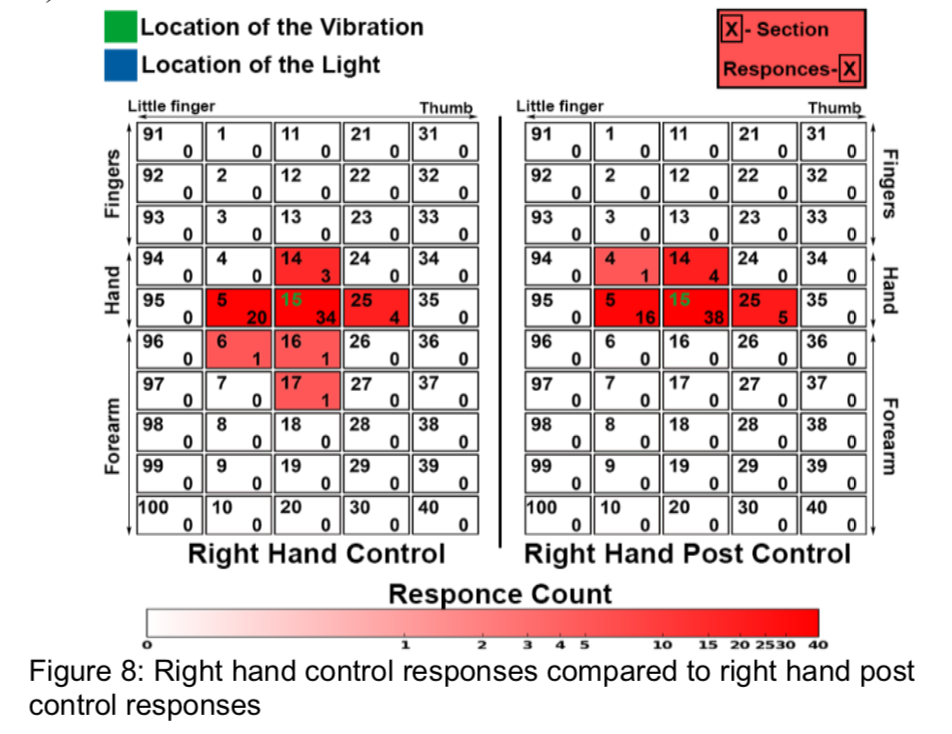 Location of the Vibration
Location of the Light
X - Section
Responces- X
Little finger Thumb Little finger Thumb
Fingers
Hand
Forearm
91 1 11 21 31 91 1 11 21 31
0 0 0 0 0 0 0 0 0 0
92 2 12 22 32 92 2 12 22 32
0 0 0 0 0 0 0 0 0 0
93 3 13 23 33 93 3 13 23 33
0 0 0 0 0 0 0 0 0 0
94 4 14 24 34 94 4 14 24 34
0 0 3 0 0 0 1 4 0 0
95 5 15 25 35 95 5 15 25 35
0 20 34 4 0 0 16 38 5 0
96 6 16 26 36 96 6 16 26 36
0 1 1 0 0 0 0 0 0 0
97 7 17 27 37 97 7 17 27 37
0 0 1 0 0 0 0 0 0 0
98 8 18 28 38 98 8 18 28 38
0 0 0 0 0 0 0 0 0 0
99 9 19 29 39 99 9 19 29 39
0 0 0 0 0 0 0 0 0 0
100 10 20 30 40 100 10 20 30 40
0 0 0 0 0 0 0 0 0 0
Fingers
Hand
Forearm
Right Hand Control Right Hand Post Control
Responce Count
0 1 2 3 4 5 10 15 20 25 30 40
Figure 8: Right hand control responses compared to right hand post
control responses